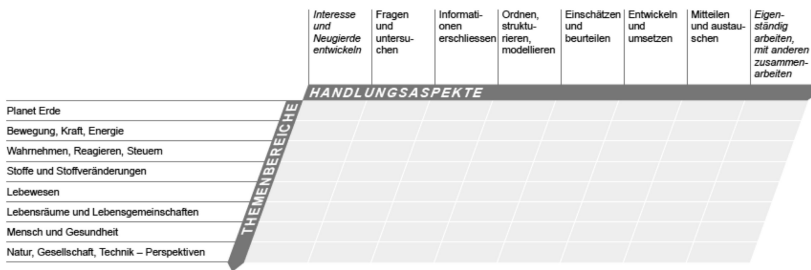 Interesse
und
Neugierde
entwickeln
Fragen
und
untersu-
chen
Informati-
onen
erschliessen
Ordnen,
struktu-
rieren,
modellieren
Einschätzen
und
beurteilen
Entwickeln
und
umsetzen
Mitteilen
und austau-
schen
Eigen-
ständig
arbeiten,
mit anderen
zusammen-
arbeiten
HANDLUNGSASPEKTE
THEMENBEREICHE
Planet Erde
Bewegung, Kraft, Energie
Wahrnehmen, Reagieren, Steuern
Stoffe und Stoffveränderungen
Lebewesen
Lebensräume und Lebensgemeinschaften
Mensch und Gesundheit
Natur, Gesellschaft, Technik – Perspektiven